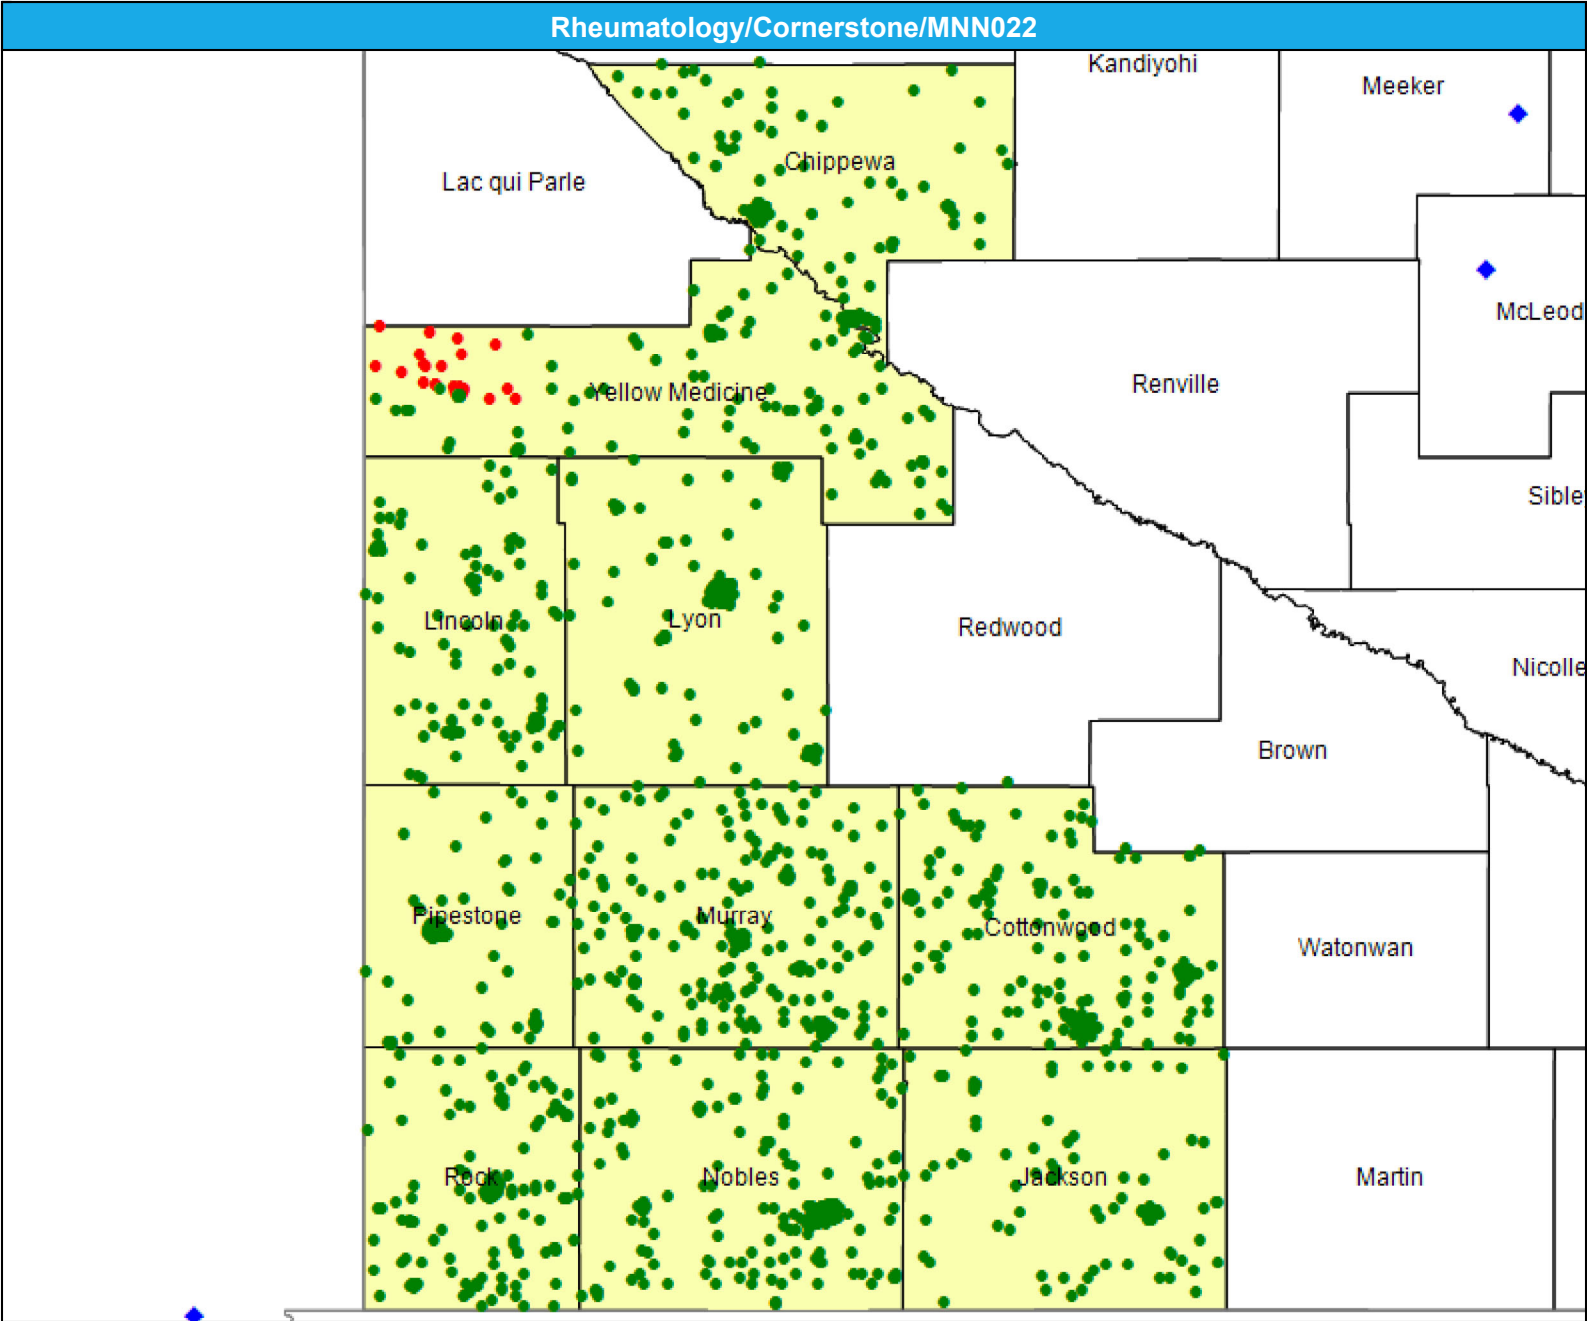 Rheumatology/Cornerstone/MNN022
Kandiyohi
Meeker
Chippewa
Lac qui Parle
McLeod
Renville
Yellow Medicine
Sible
Lincoln
Lyon
Redwood
Nicolle
Brown
Pipestone
Murray
Cottonwood
Watonwan
Rock
Nobles
Jackson
Martin